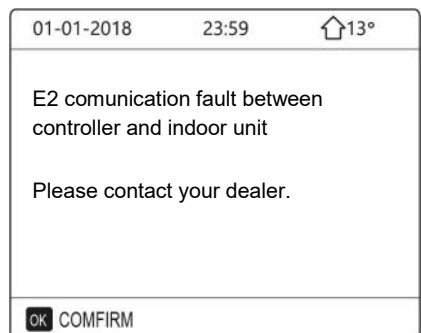 01-01-2018 23:59 13°
E2 comunication fault between
controller and indoor unit
Please contact your dealer.
OK COMFIRM